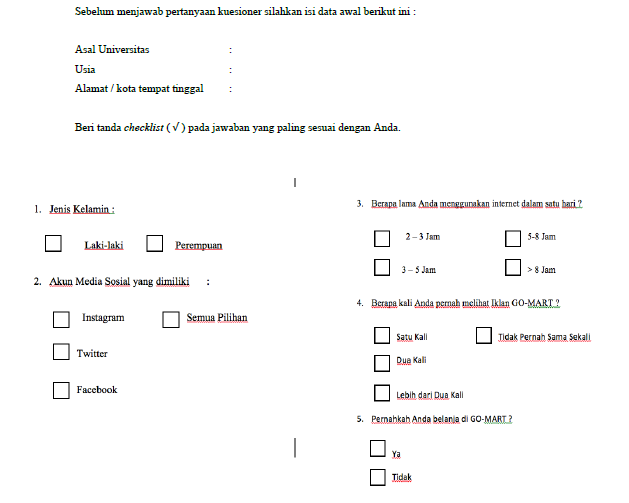 Sebelum menjawab pertanyaan kuesioner silahkan isi data awal berikut ini :
Asal Universitas :
Usia :
Alamat / kota tempat tinggal :
Beri tanda checklist ( √ ) pada jawaban yang paling sesuai dengan Anda.
1. Jenis Kelamin :
Laki-laki Perempuan
2. Akun Media Sosial yang dimiliki :
Instagram Semua Pilihan
Twitter
Facebook
3. Berapa lama Anda menggunakan internet dalam satu hari ?
2 – 3 Jam 5-8 Jam
3 – 5 Jam > 8 Jam
4. Berapa kali Anda pernah melihat Iklan GO-MART ?
Satu Kali Tidak Pernah Sama Sekali
Dua Kali
Lebih dari Dua Kali
5. Pernahkah Anda belanja di GO-MART ?
Ya
Tidak